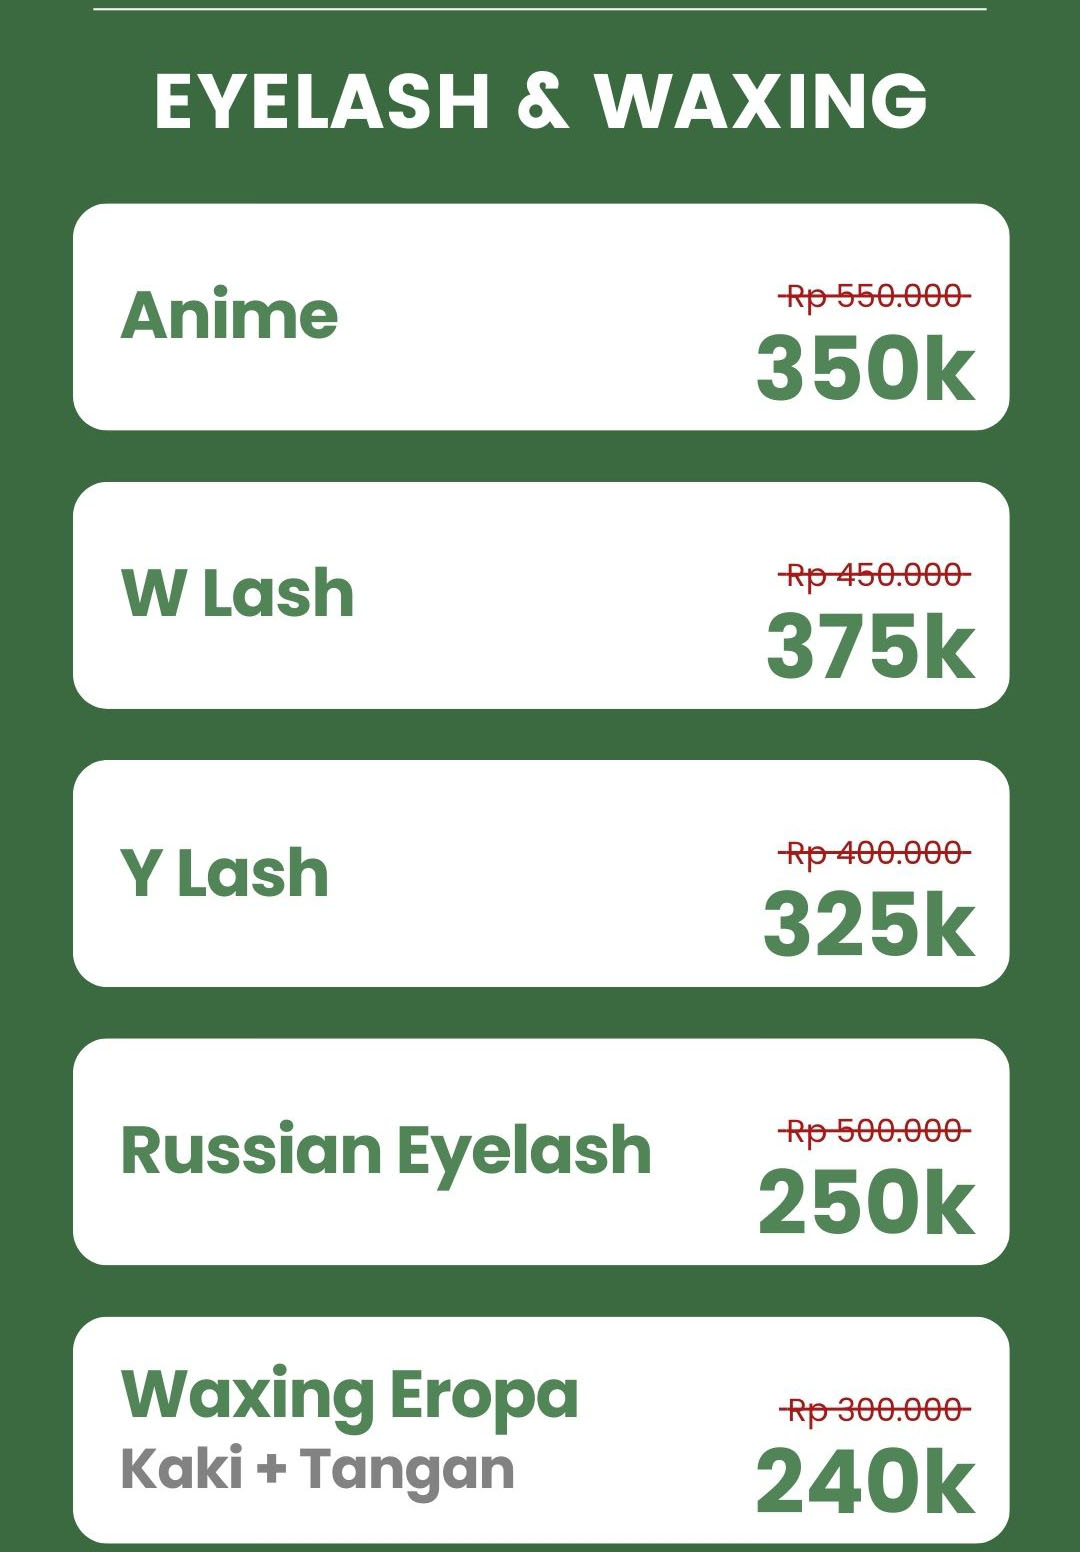 EYELASH & WAXING
Anime
Rp 550.000
350k
W Lash
Rp 450.000
375k
Y Lash
Rp 400.000
325k
Russian Eyelash
Rp 500.000
250k
Waxing Eropa
Kaki + Tangan
Rp 300.000
240k